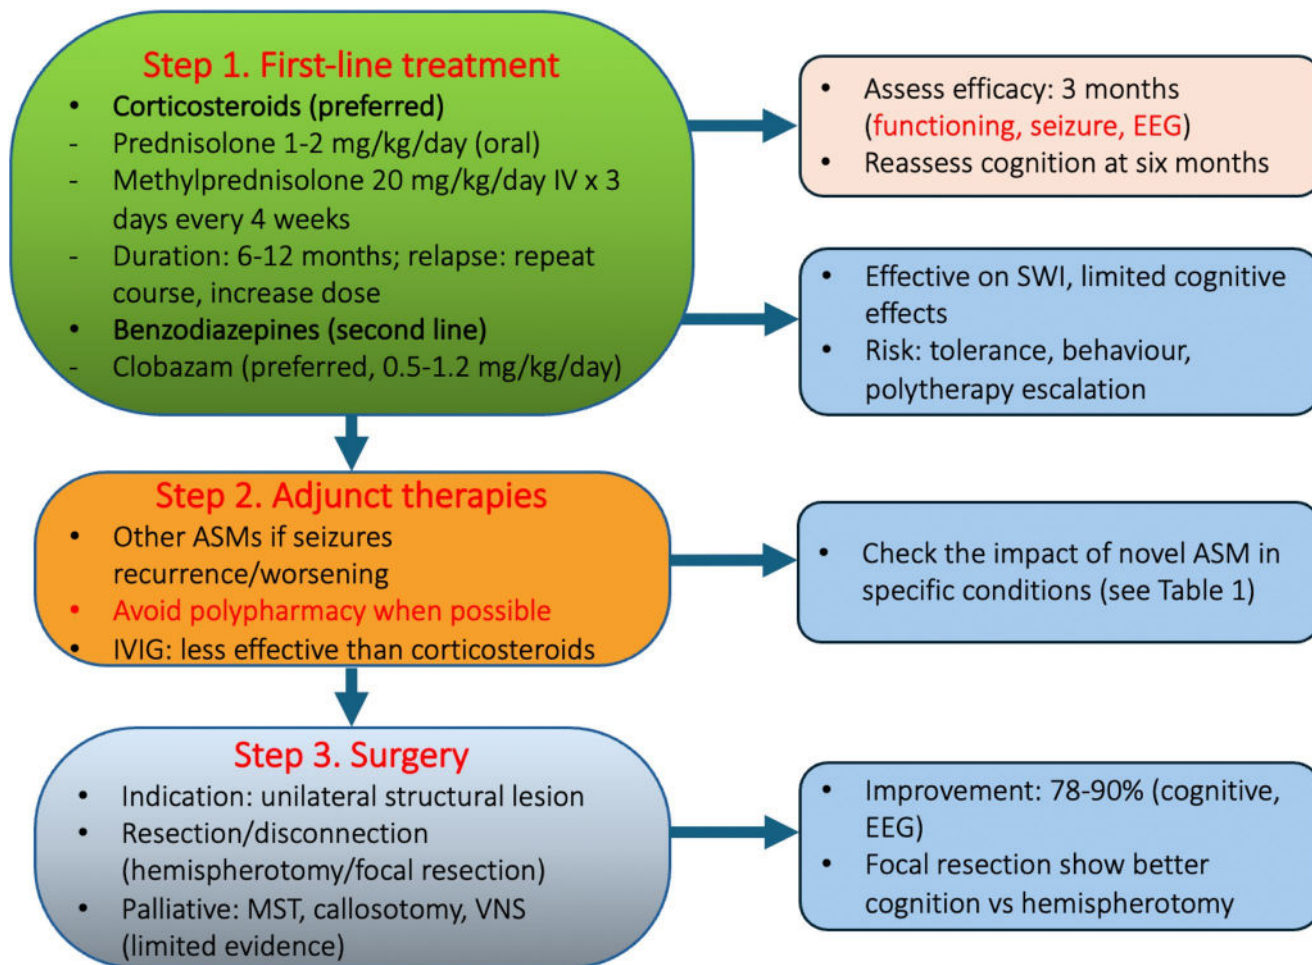 Step 1. First-line treatment
• Corticosteroids (preferred)
- Prednisolone 1-2 mg/kg/day (oral)
- Methylprednisolone 20 mg/kg/day IV x 3
days every 4 weeks
- Duration: 6-12 months; relapse: repeat
course, increase dose
• Benzodiazepines (second line)
- Clobazam (preferred, 0.5-1.2 mg/kg/day)
• Assess efficacy: 3 months
(functioning, seizure, EEG)
• Reassess cognition at six months
• Effective on SWI, limited cognitive
effects
• Risk: tolerance, behaviour,
polytherapy escalation
Step 2. Adjunct therapies
• Other ASMs if seizures
recurrence/worsening
• Avoid polypharmacy when possible
• IVIG: less effective than corticosteroids
• Check the impact of novel ASM in
specific conditions (see Table 1)
Step 3. Surgery
• Indication: unilateral structural lesion
• Resection/disconnection
(hemispherotomy/focal resection)
• Palliative: MST, callosotomy, VNS
(limited evidence)
• Improvement: 78-90% (cognitive,
EEG)
• Focal resection show better
cognition vs hemispherotomy